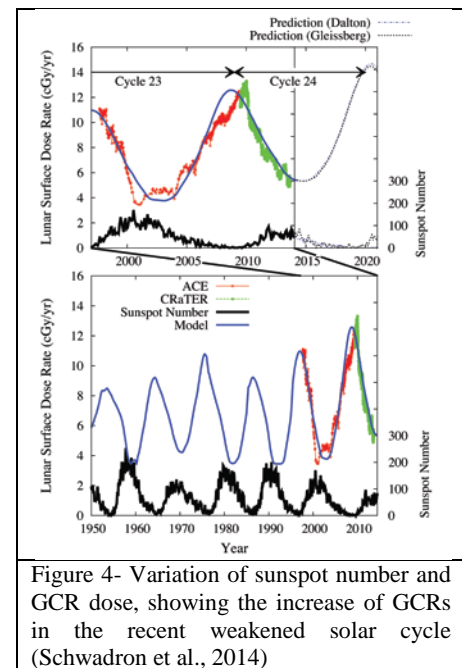 Prediction (Dalton)
Prediction (Gleissberg)
16
14
12
10
8
6
4
2
0
Lunar Surface Dose Rate (cGy/yr)
Cycle 23
Cycle 24
300
200
100
0
Sunspot Number
2000
2005
2010
2015
2020
16
14
12
10
8
6
4
2
0
Lunar Surface Dose Rate (cGy/yr)
ACE
CRaTER
Sunspot Number
Model
300
200
100
0
Sunspot Number
1950
1960
1970
1980
1990
2000
2010
Year
Figure 4- Variation of sunspot number and
GCR dose, showing the increase of GCRs
in the recent weakened solar cycle
(Schwadron et al., 2014)